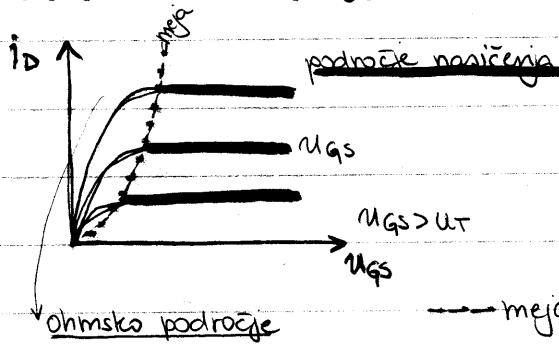 meja
iD
področje nasičenja
uGS
uGS > uT
uGS
ohmsko področje
meja